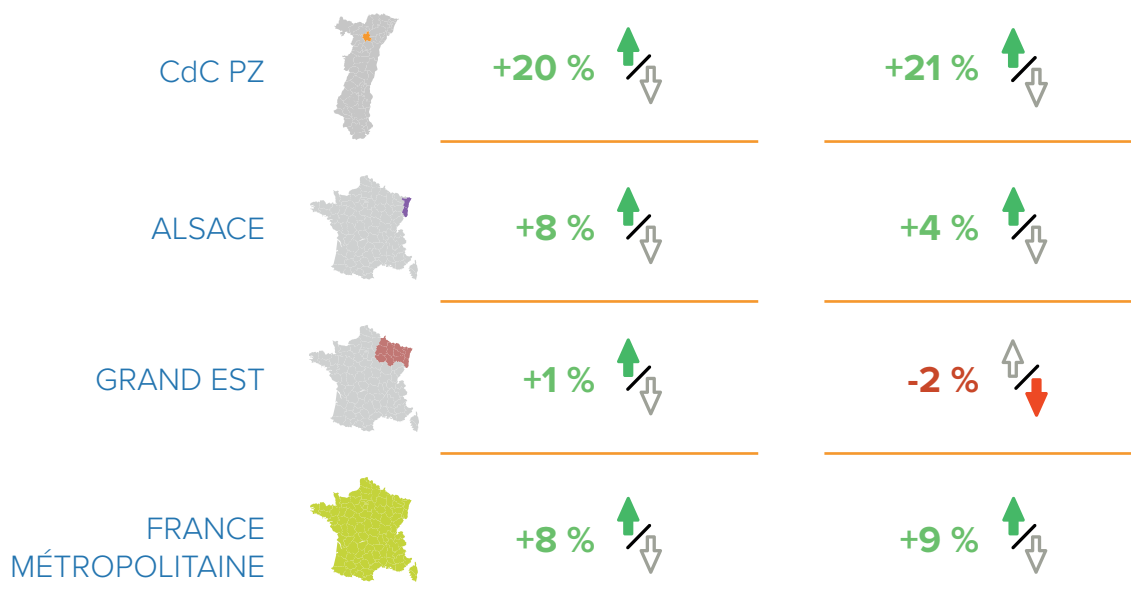 CdC PZ
+20 %
+21 %
ALSACE
+8 %
+4 %
GRAND EST
+1 %
-2 %
FRANCE
MÉTROPOLITAINE
+8 %
+9 %